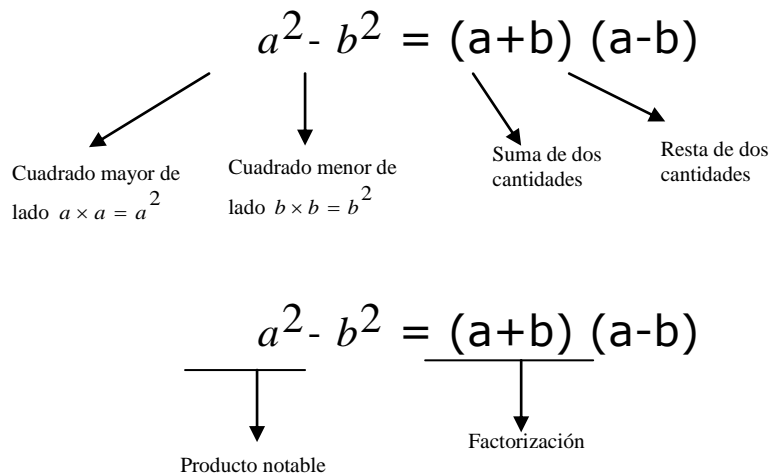 a² - b² = (a+b) (a-b)
Cuadrado mayor de
lado a × a = a²
Cuadrado menor de
lado b × b = b²
Suma de dos
cantidades
Resta de dos
cantidades
a² - b² = (a+b) (a-b)
Producto notable
Factorización